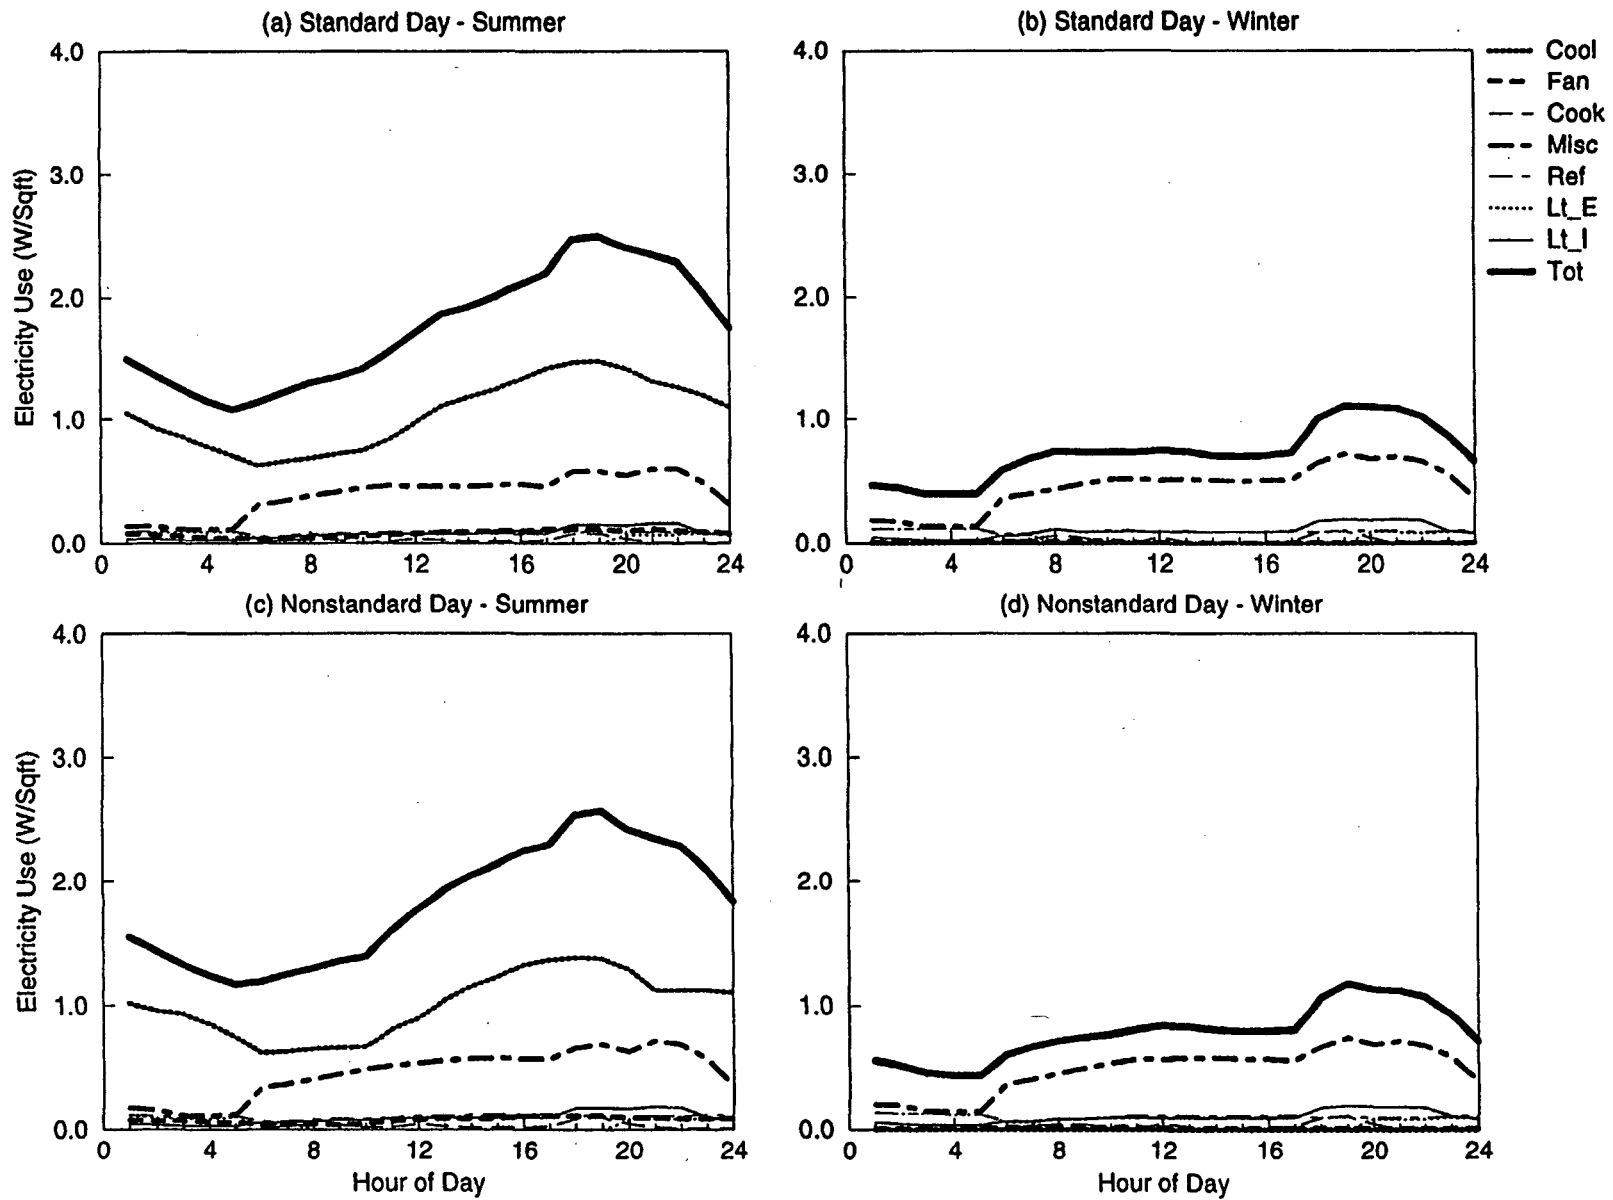 (a) Standard Day - Summer
(b) Standard Day - Winter
Electricity Use (W/Sqft)
4.0
3.0
2.0
1.0
0.0
0 4 8 12 16 20 24
4.0
3.0
2.0
1.0
0.0
0 4 8 12 16 20 24
Cool
Fan
Cook
Misc
Ref
Lt_E
Lt_I
Tot
(c) Nonstandard Day - Summer
(d) Nonstandard Day - Winter
Electricity Use (W/Sqft)
4.0
3.0
2.0
1.0
0.0
0 4 8 12 16 20 24
Hour of Day
4.0
3.0
2.0
1.0
0.0
0 4 8 12 16 20 24
Hour of Day